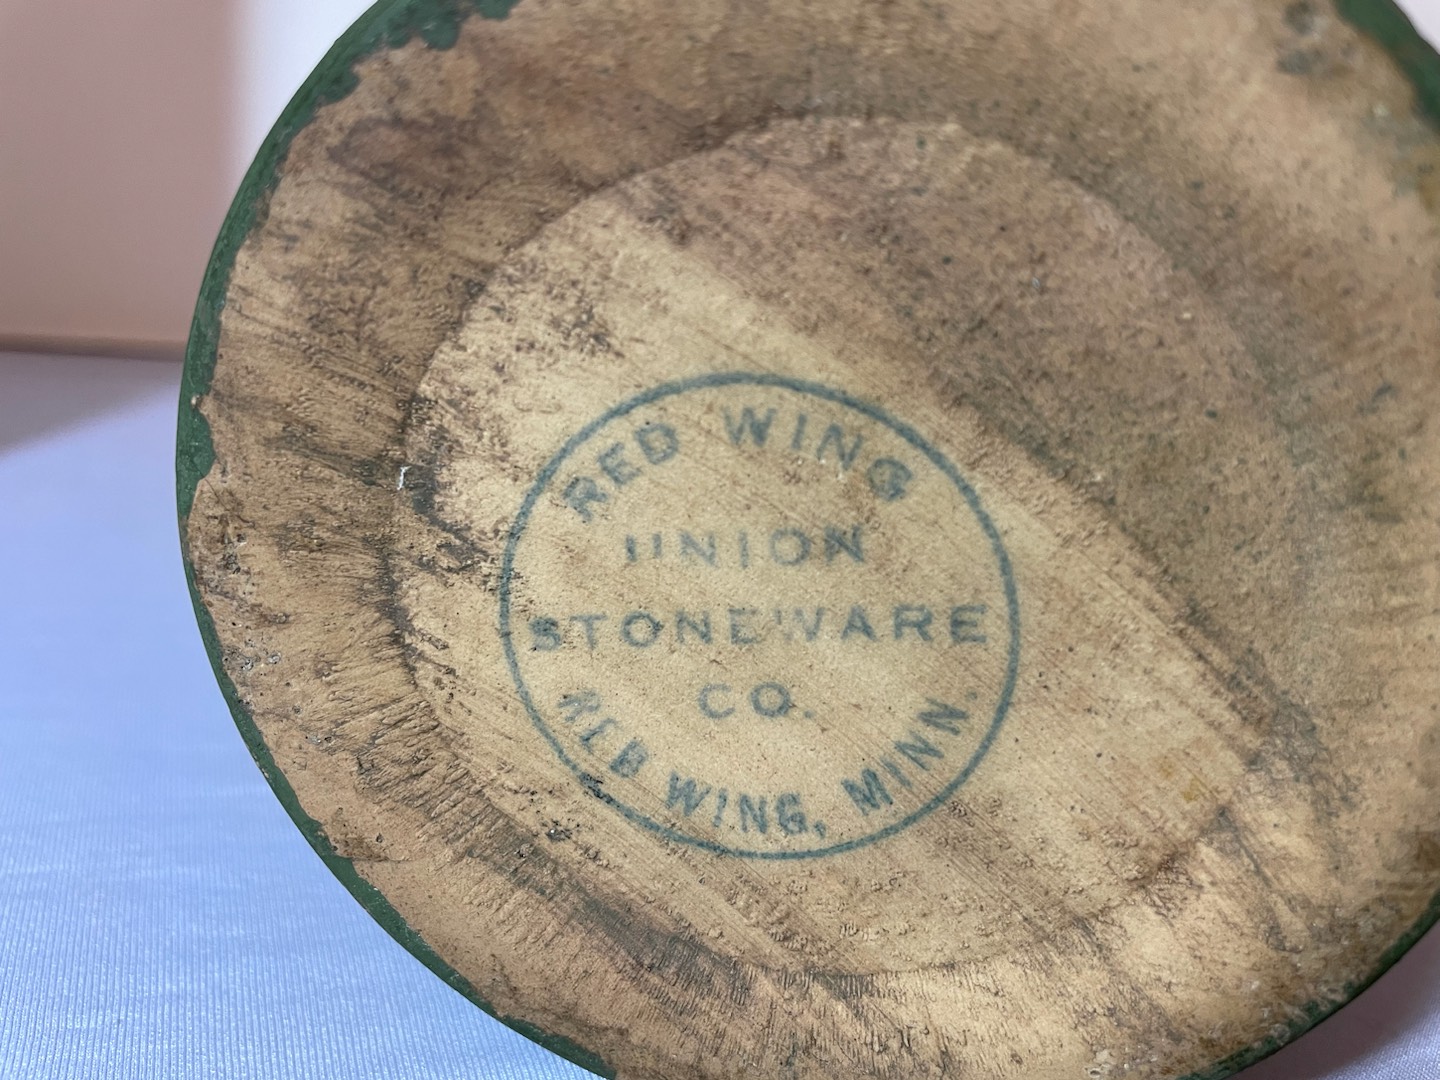 RED WING
UNION
STONEWARE
CO.
RED WING, MINN.